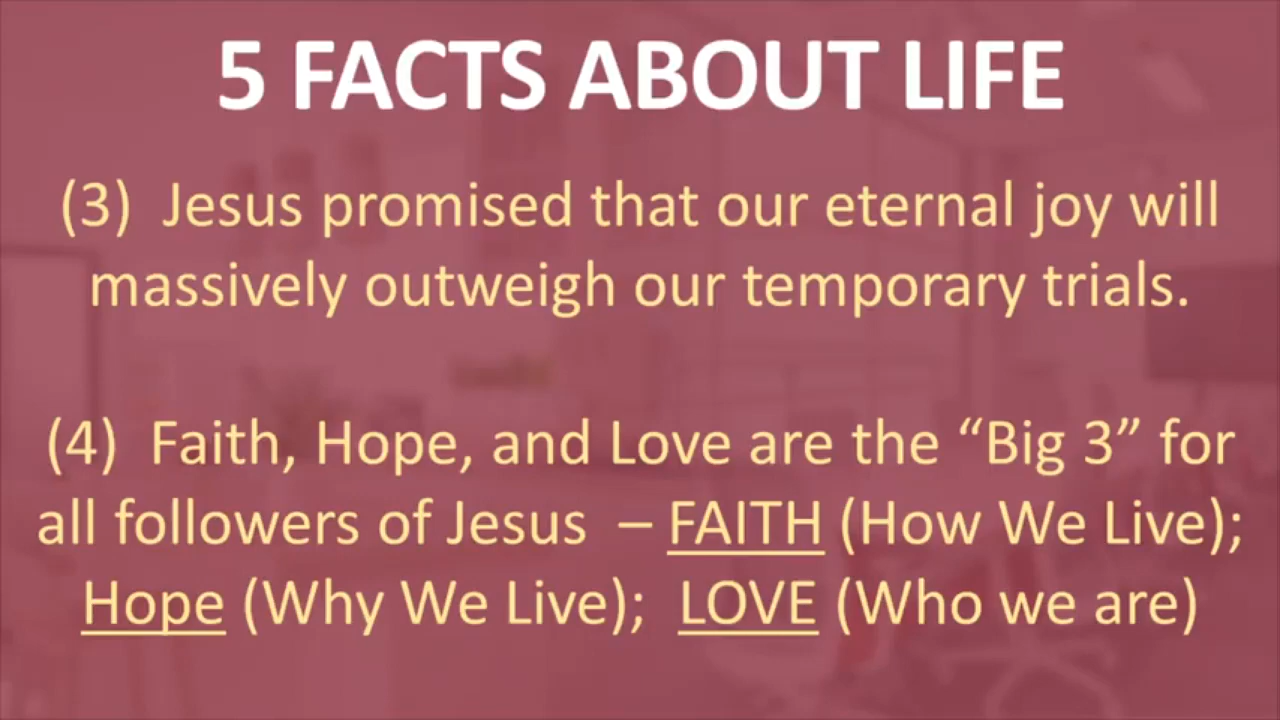 5 FACTS ABOUT LIFE
(3)  Jesus promised that our eternal joy will
massively outweigh our temporary trials.
(4)  Faith, Hope, and Love are the “Big 3” for
all followers of Jesus  – FAITH (How We Live);
Hope (Why We Live);  LOVE (Who we are)